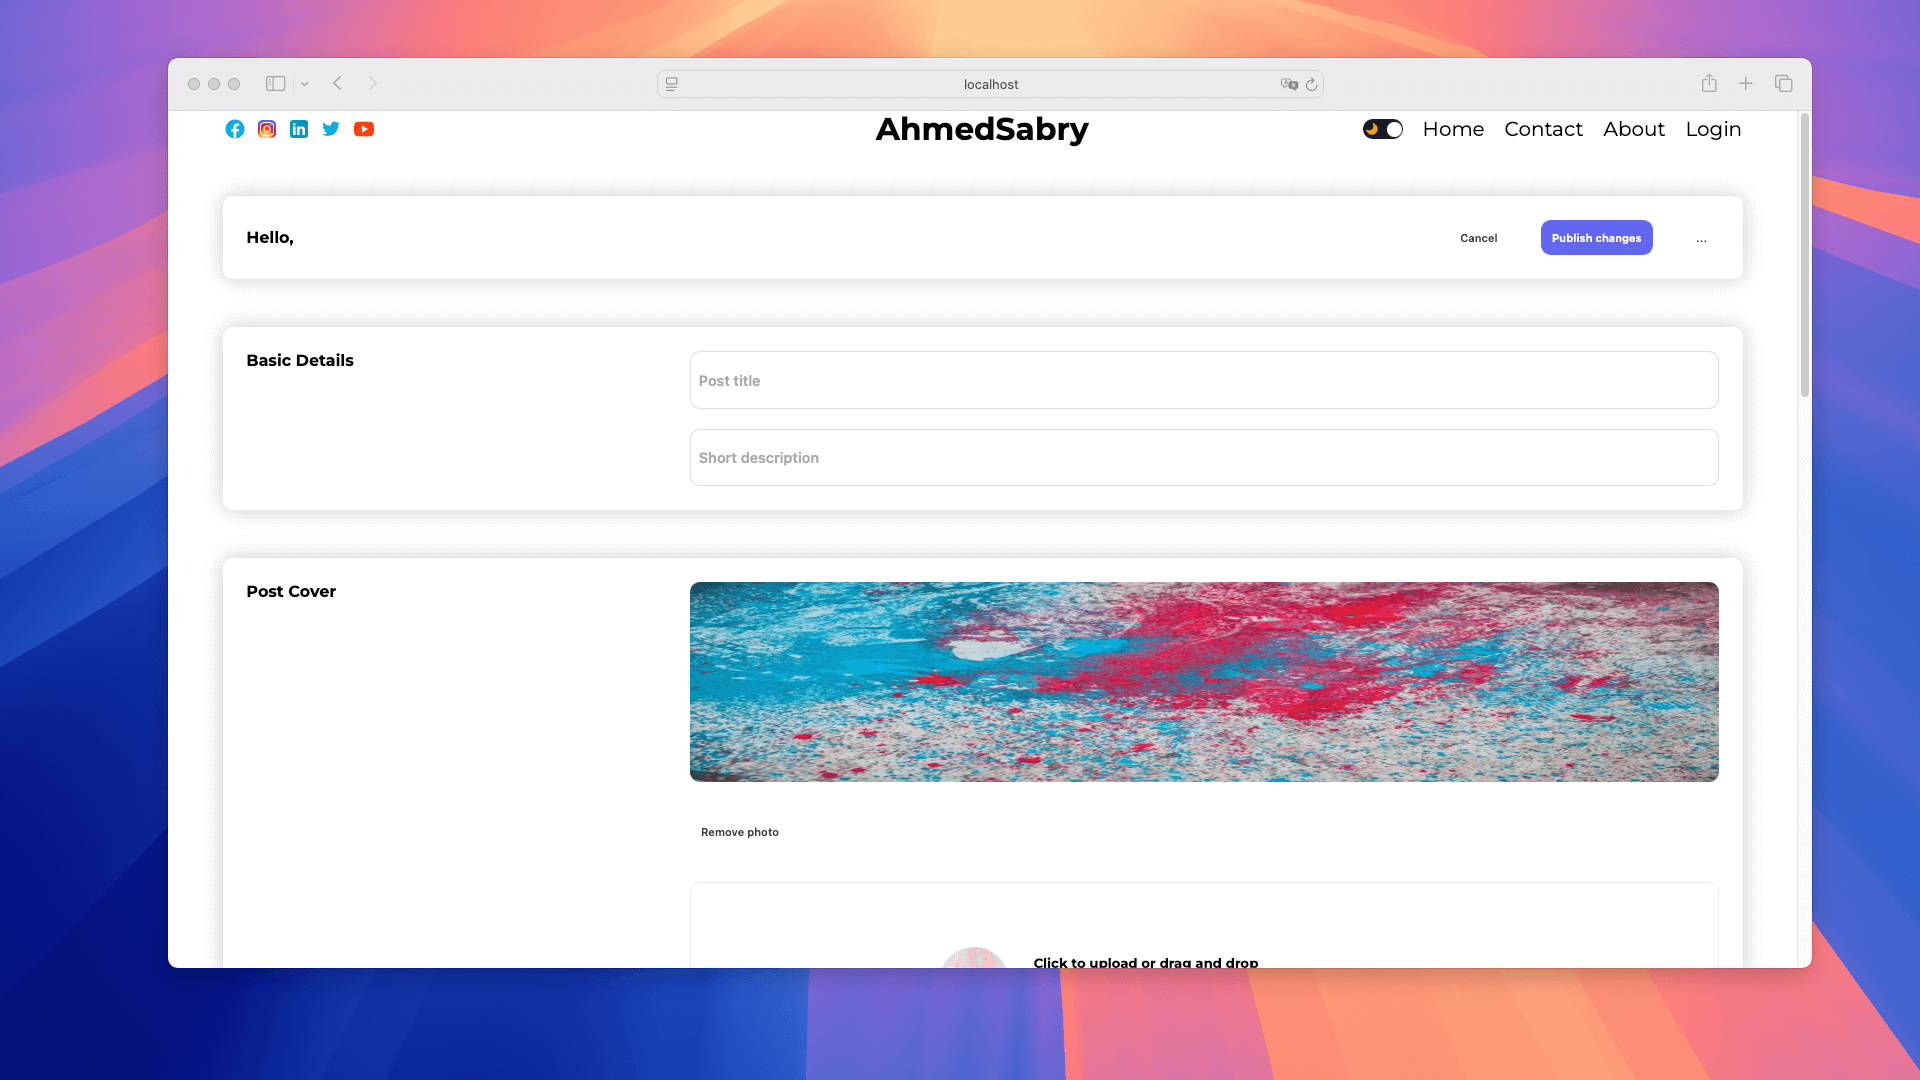 localhost
AhmedSabry
Home Contact About Login
Hello,
Cancel
Publish changes
...
Basic Details
Post title
Short description
Post Cover
Remove photo
Click to upload or drag and drop